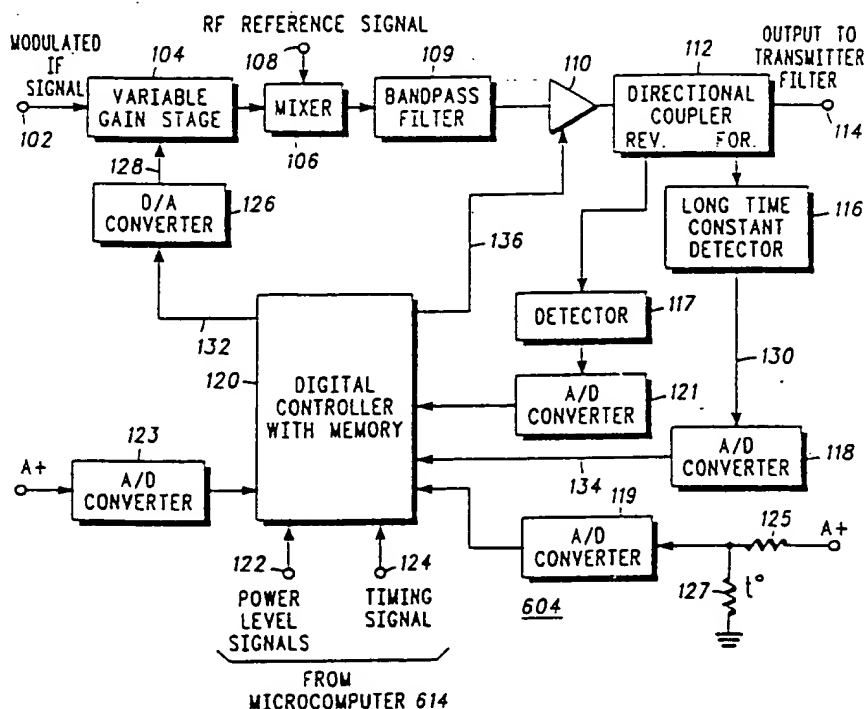 RF REFERENCE SIGNAL
MODULATED
IF
SIGNAL
104
108
109
110
112
OUTPUT TO
TRANSMITTER
FILTER
VARIABLE
GAIN STAGE
MIXER
BANDPASS
FILTER
DIRECTIONAL
COUPLER
REV. FOR.
102
106
114
128
D/A
CONVERTER
126
136
LONG TIME
CONSTANT
DETECTOR
116
132
DETECTOR
117
130
120
DIGITAL
CONTROLLER
WITH MEMORY
A/D
CONVERTER
121
123
A+
A/D
CONVERTER
134
A/D
CONVERTER
118
119
A/D
CONVERTER
125
A+
122
124
604
127
t°
POWER
LEVEL
SIGNALS
TIMING
SIGNAL
FROM
MICROCOMPUTER 614